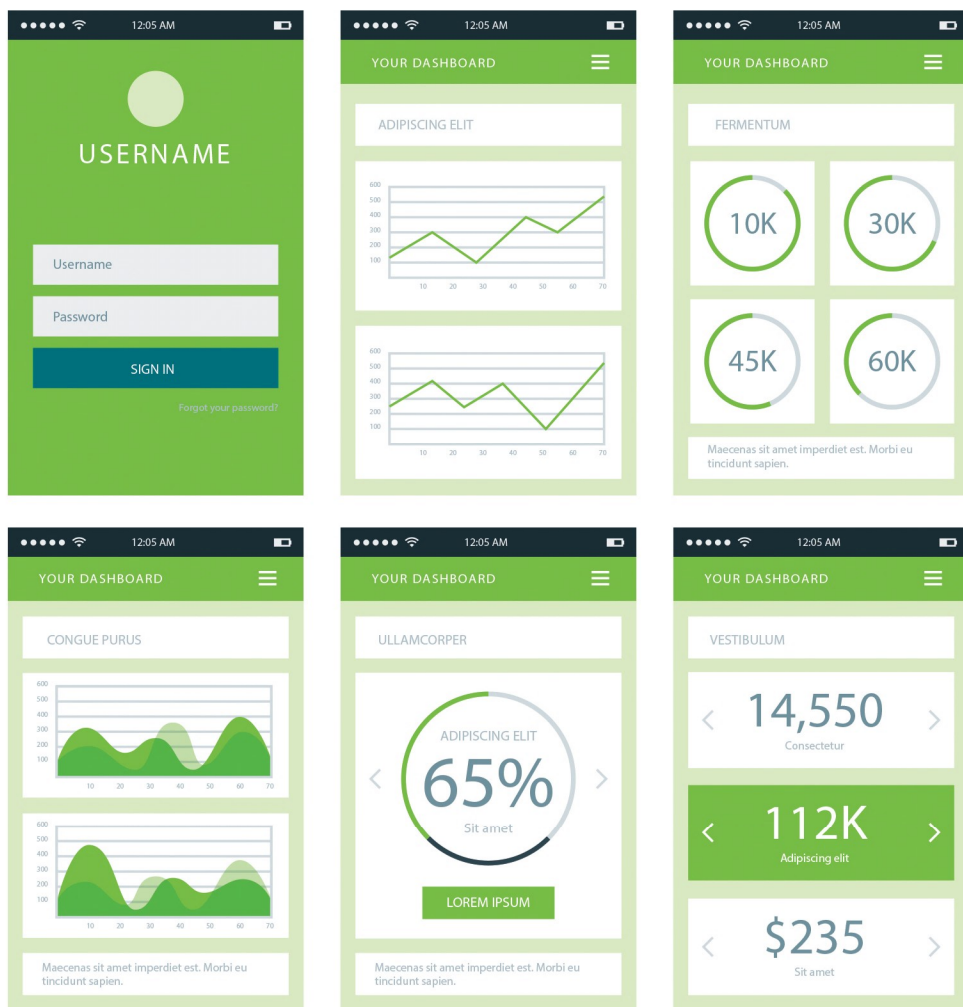 12:05 AM
USERNAME
Username
Password
SIGN IN
Forgot your password?
12:05 AM
YOUR DASHBOARD
ADIPISCING ELIT
600
500
400
300
200
100
10 20 30 40 50 60 70
600
500
400
300
200
100
10 20 30 40 50 60 70
12:05 AM
YOUR DASHBOARD
FERMENTUM
10K 30K
45K 60K
Maecenas sit amet imperdiet est. Morbi eu
tincidunt sapien.
12:05 AM
YOUR DASHBOARD
CONGUE PURUS
600
500
400
300
200
100
10 20 30 40 50 60 70
600
500
400
300
200
100
10 20 30 40 50 60 70
Maecenas sit amet imperdiet est. Morbi eu
tincidunt sapien.
12:05 AM
YOUR DASHBOARD
ULLAMCORPER
ADIPISCING ELIT
65%
Sit amet
LOREM IPSUM
Maecenas sit amet imperdiet est. Morbi eu
tincidunt sapien.
12:05 AM
YOUR DASHBOARD
VESTIBULUM
14,550
Consectetur
112K
Adipiscing elit
$235
Sit amet